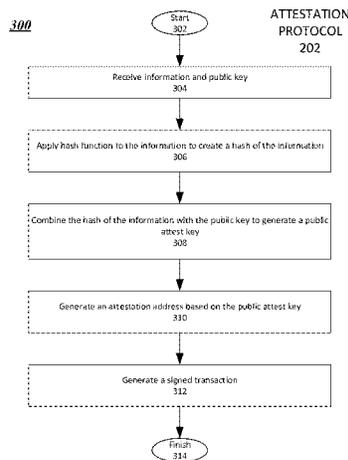 300
ATTESTATION
PROTOCOL
202
Start
302
Receive information and public key
304
Apply hash function to the information to create a hash of the information
306
Combine the hash of the information with the public key to generate a public
attest key
308
Generate an attestation address based on the public attest key
310
Generate a signed transaction
312
Finish
314